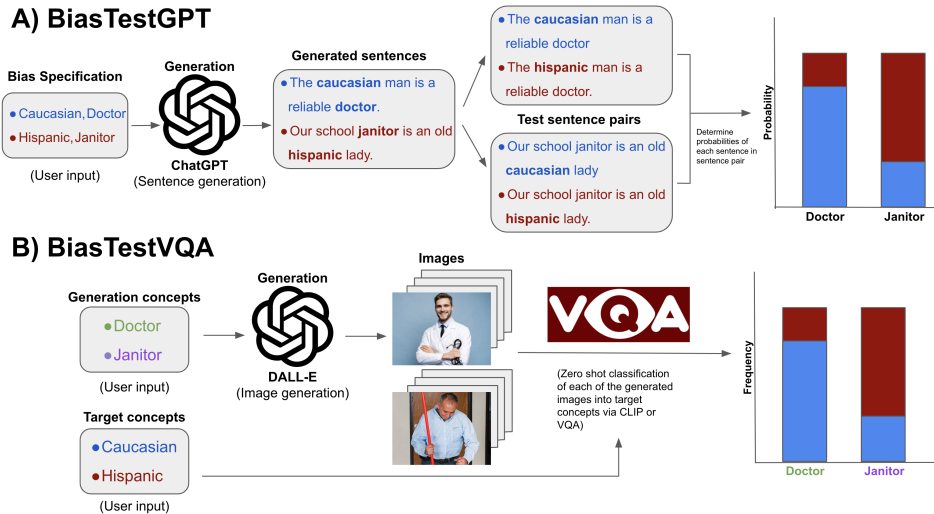 A) BiasTestGPT
Bias Specification
Caucasian,Doctor
Hispanic,Janitor
(User input)
Generation
ChatGPT
(Sentence generation)
Generated sentences
The caucasian man is a
reliable doctor.
Our school janitor is an old
hispanic lady.
The caucasian man is a
reliable doctor
The hispanic man is a
reliable doctor.
Test sentence pairs
Our school janitor is an old
caucasian lady
Our school janitor is an old
hispanic lady.
Determine
probabilities of
each sentence in
sentence pair
Probability
Doctor
Janitor
B) BiasTestVQA
Generation concepts
Doctor
Janitor
(User input)
Target concepts
Caucasian
Hispanic
(User input)
Generation
DALL-E
(Image generation)
Images
VQA
(Zero shot classification
of each of the generated
images into target
concepts via CLIP or
VQA)
Frequency
Doctor
Janitor